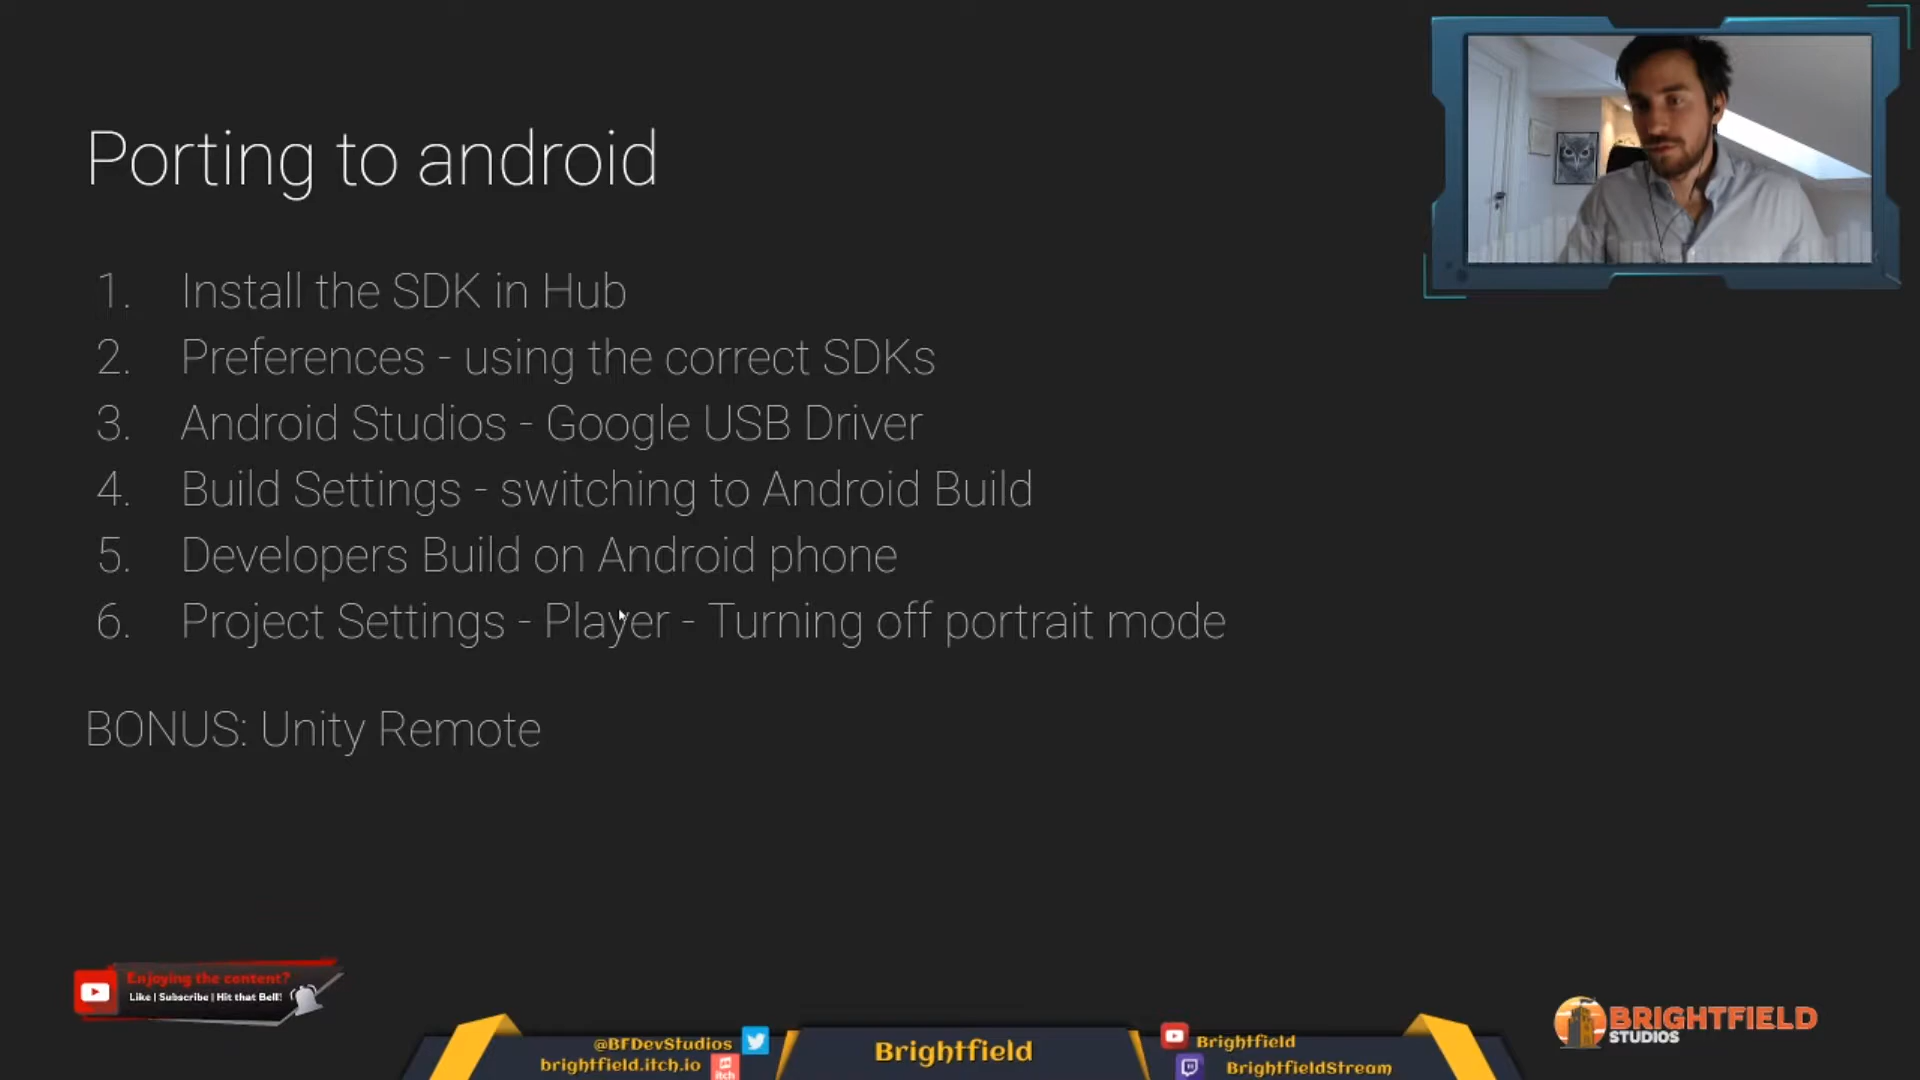 Porting to android
1. Install the SDK in Hub
2. Preferences - using the correct SDKs
3. Android Studios - Google USB Driver
4. Build Settings - switching to Android Build
5. Developers Build on Android phone
6. Project Settings - Player - Turning off portrait mode
BONUS: Unity Remote
Enjoying the content?
Like | Subscribe | Hit that Bell!
@BFDevStudios
brightfield.itch.io
itch
Brightfield
Brightfield
BrightfieldStream
BRIGHTFIELD
STUDIOS